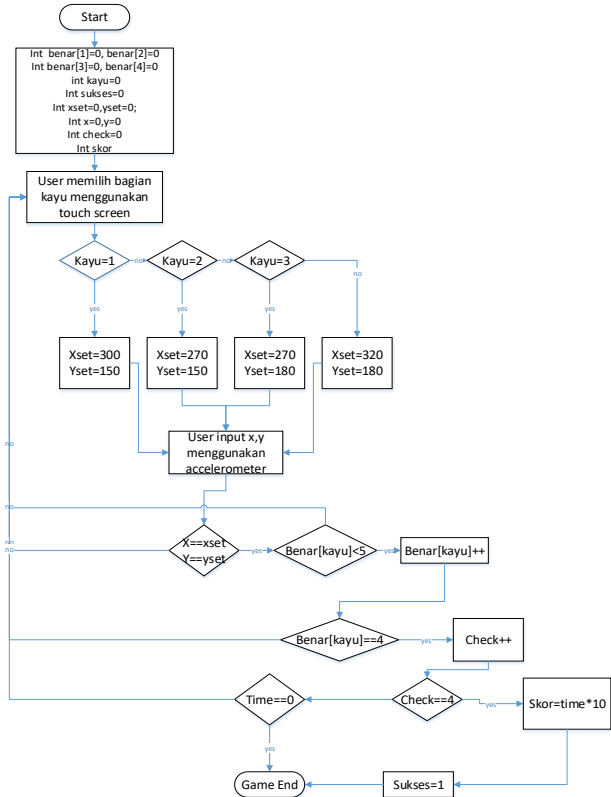 Start
Int benar[1]=0, benar[2]=0
Int benar[3]=0, benar[4]=0
int kayu=0
Int sukses=0
Int xset=0,yset=0;
Int x=0,y=0
Int check=0
Int skor
User memilih bagian
kayu menggunakan
touch screen
Kayu=1
no
Kayu=2
no
Kayu=3
no
yes
yes
yes
Xset=300
Yset=150
Xset=270
Yset=150
Xset=270
Yset=180
Xset=320
Yset=180
User input x,y
menggunakan
accelerometer
no
no
no
X==xset
Y==yset
yes
Benar[kayu]<5
yes
Benar[kayu]++
Benar[kayu]==4
yes
Check++
Time==0
Check==4
yes
Skor=time*10
yes
Game End
Sukses=1